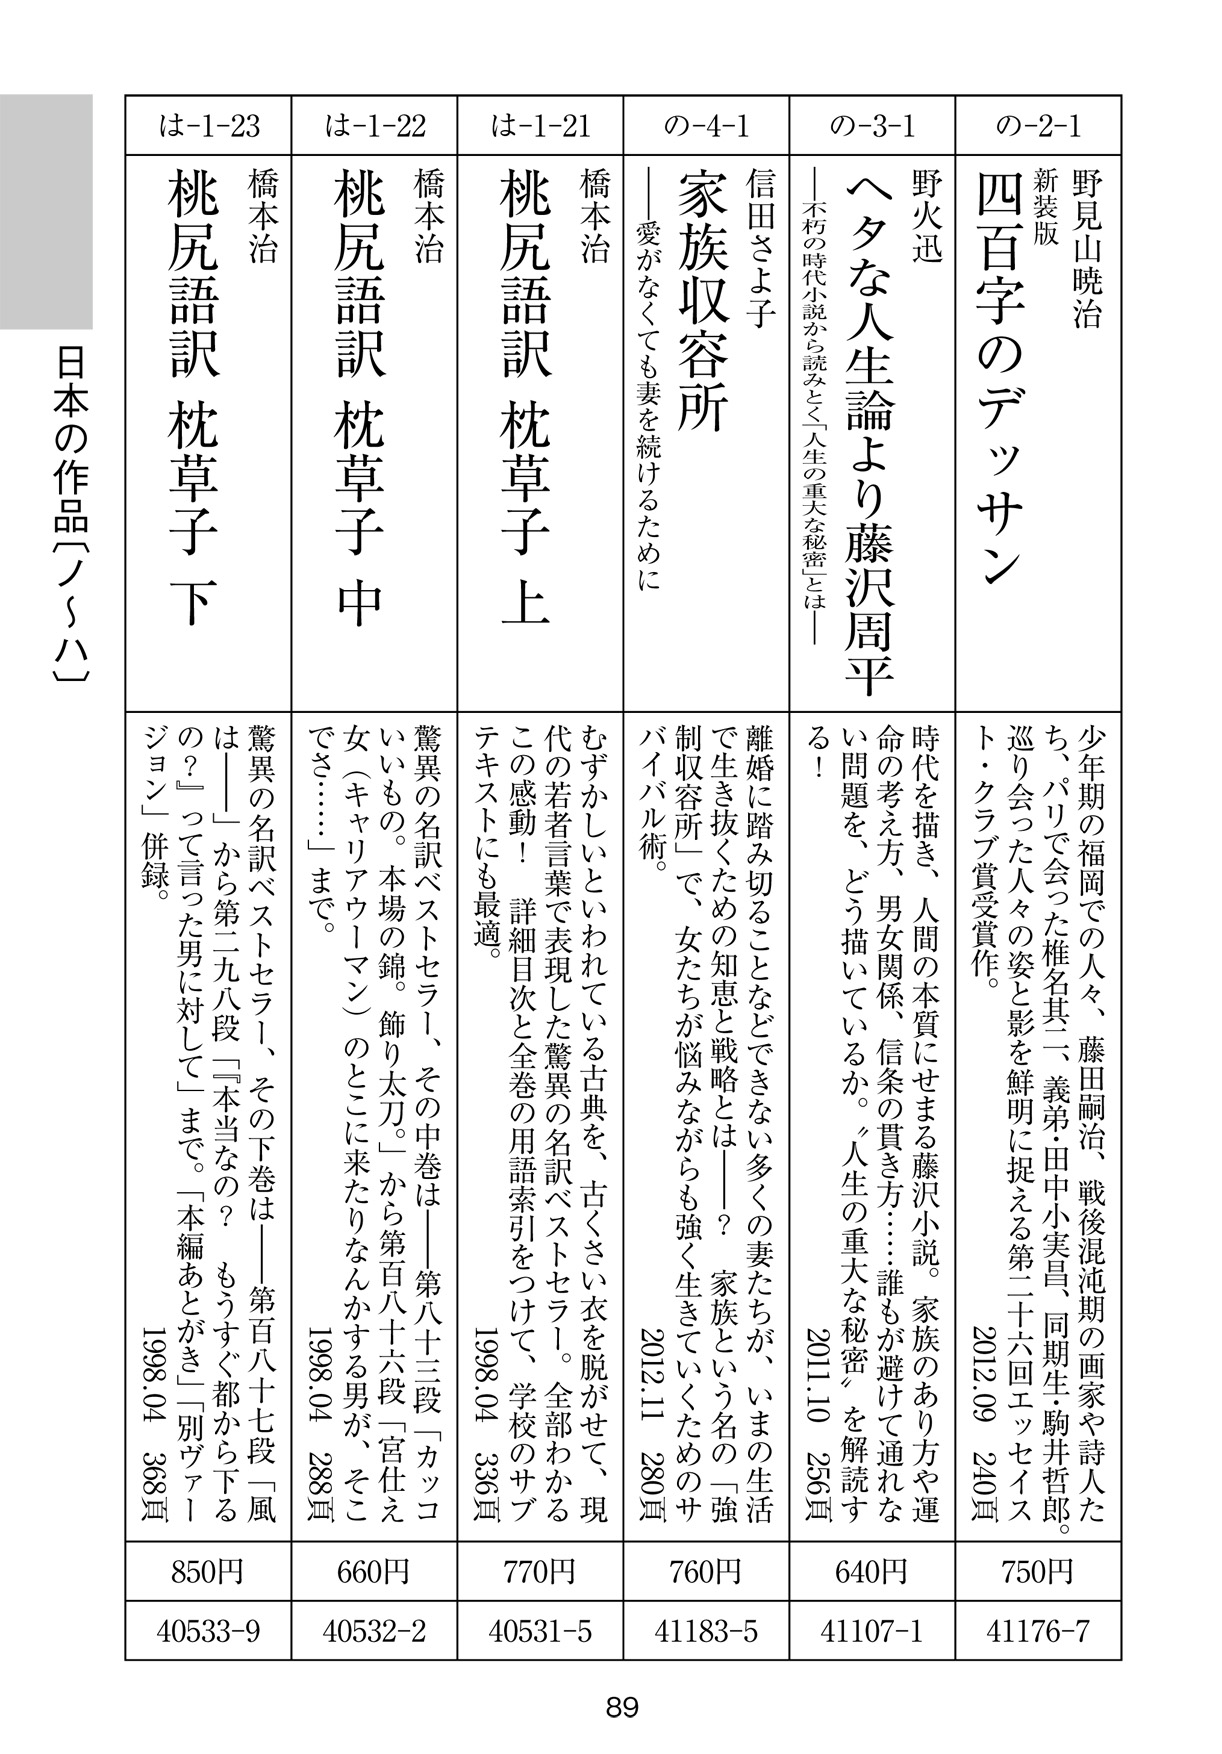 の-2-1
野見山暁治
新装版
四百字のデッサン
少年期の福岡での人々、藤田嗣治、戦後混沌期の画家や詩人た
ち、パリで会った椎名其二、義弟・田中小実昌、同期生・駒井哲郎。
巡り会った人々の姿と影を鮮明に捉える第二十六回エッセイス
ト・クラブ賞受賞作。
2012.09 240頁
750円
41176-7
の-3-1
野火迅
ヘタな人生論より藤沢周平
――不朽の時代小説から読みとく「人生の重大な秘密」とは――
時代を描き、人間の本質にせまる藤沢小説。家族のあり方や運
命の考え方、男女関係、信条の貫き方……誰もが避けて通れな
い問題を、どう描いているか。〝人生の重大な秘密〟を解読す
る！
2011.10 256頁
640円
41107-1
の-4-1
信田さよ子
家族収容所
――愛がなくても妻を続けるために
離婚に踏み切ることなどできない多くの妻たちが、いまの生活
で生き抜くための知恵と戦略とは――？　家族という名の「強
制収容所」で、女たちが悩みながらも強く生きていくためのサ
バイバル術。
2012.11 280頁
760円
41183-5
は-1-21
橋本治
桃尻語訳 枕草子 上
むずかしいといわれている古典を、古くさい衣を脱がせて、現
代の若者言葉で表現した驚異の名訳ベストセラー。全部わかる
この感動！　詳細目次と全巻の用語索引をつけて、学校のサブ
テキストにも最適。
1998.04 336頁
770円
40531-5
は-1-22
橋本治
桃尻語訳 枕草子 中
驚異の名訳ベストセラー、その中巻は――第八十三段「カッコ
いいもの。本場の錦。飾り太刀。」から第百八十六段「宮仕え
女（キャリアウーマン）のとこに来たりなんかする男が、そこ
でさ……」まで。
1998.04 288頁
660円
40532-2
は-1-23
橋本治
桃尻語訳 枕草子 下
驚異の名訳ベストセラー、その下巻は――第百八十七段「風
は――」から第二九八段「『本当なの？　もうすぐ都から下る
の？』って言った男に対して」まで。「本編あとがき」「別ヴァー
ジョン」併録。
1998.04 368頁
850円
40533-9
日本の作品〔ノ～ハ〕
89